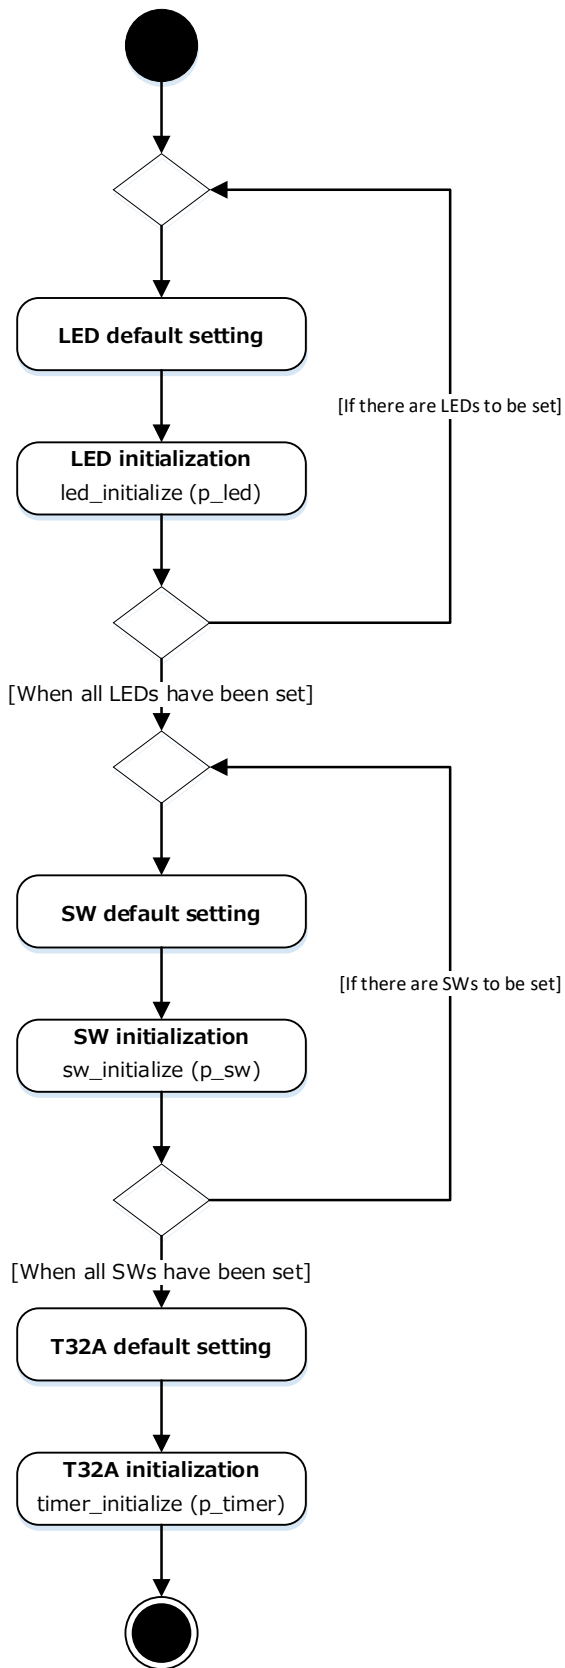 LED default setting
[If there are LEDs to be set]
LED initialization
led_initialize (p_led)
[When all LEDs have been set]
SW default setting
[If there are SWs to be set]
SW initialization
sw_initialize (p_sw)
[When all SWs have been set]
T32A default setting
T32A initialization
timer_initialize (p_timer)